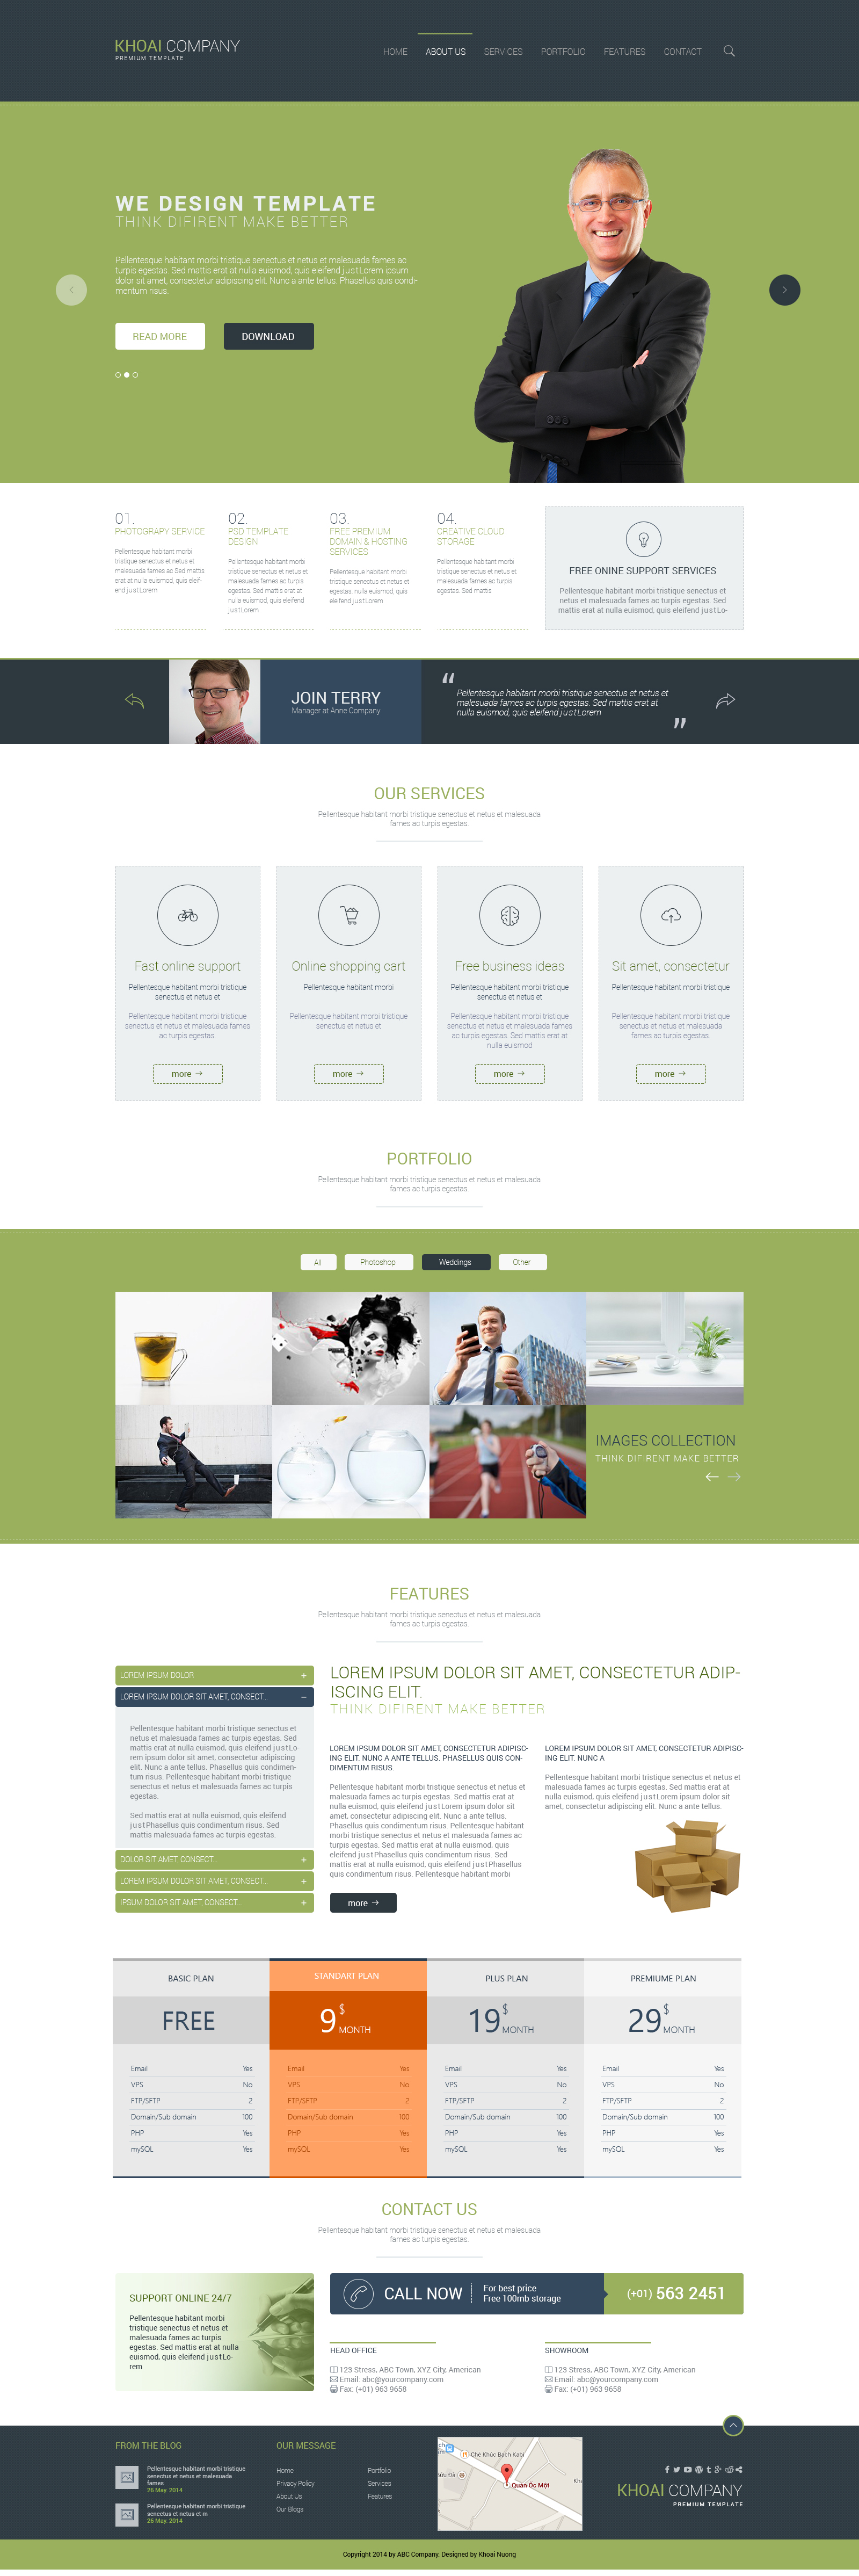 KHOAI COMPANY
PREMIUM TEMPLATE
HOME ABOUT US SERVICES PORTFOLIO FEATURES CONTACT
WE DESIGN TEMPLATE
THINK DIFIRENT MAKE BETTER
Pellentesque habitant morbi tristique senectus et netus et malesuada fames ac
turpis egestas. Sed mattis erat at nulla euismod, quis eleifend justLorem ipsum
dolor sit amet, consectetur adipiscing elit. Nunc a ante tellus. Phasellus quis condi-
mentum risus.
READ MORE DOWNLOAD
01.
PHOTOGRAPY SERVICE
Pellentesque habitant morbi
tristique senectus et netus et
malesuada fames ac Sed mattis
erat at nulla euismod, quis eleif-
end justLorem
02.
PSD TEMPLATE
DESIGN
Pellentesque habitant morbi
tristique senectus et netus et
malesuada fames ac turpis
egestas. Sed mattis erat at
nulla euismod, quis eleifend
justLorem
03.
FREE PREMIUM
DOMAIN & HOSTING
SERVICES
Pellentesque habitant morbi
tristique senectus et netus et
malesuada fames ac turpis
egestas. Sed mattis erat at
nulla euismod, quis
eleifend justLorem
04.
CREATIVE CLOUD
STORAGE
Pellentesque habitant morbi
tristique senectus et netus et
malesuada fames ac turpis
egestas. Sed mattis
FREE ONINE SUPPORT SERVICES
Pellentesque habitant morbi tristique senectus et
netus et malesuada fames ac turpis egestas. Sed
mattis erat at nulla euismod, quis eleifend justLo-
JOIN TERRY
Manager at Anne Company
“ Pellentesque habitant morbi tristique senectus et netus et
malesuada fames ac turpis egestas. Sed mattis erat at
nulla euismod, quis eleifend justLorem ”
OUR SERVICES
Pellentesque habitant morbi tristique senectus et netus et malesuada
fames ac turpis egestas.
Fast online support
Pellentesque habitant morbi tristique
senectus et netus et
Pellentesque habitant morbi tristique
senectus et netus et malesuada fames
ac turpis egestas.
more
Online shopping cart
Pellentesque habitant morbi
Pellentesque habitant morbi tristique
senectus et netus et
more
Free business ideas
Pellentesque habitant morbi tristique
senectus et netus et
Pellentesque habitant morbi tristique
senectus et netus et malesuada fames
ac turpis egestas. Sed mattis erat at
nulla euismod
more
Sit amet, consectetur
Pellentesque habitant morbi tristique
Pellentesque habitant morbi tristique
senectus et netus et malesuada
fames ac turpis egestas.
more
PORTFOLIO
Pellentesque habitant morbi tristique senectus et netus et malesuada
fames ac turpis egestas.
All Photoshop Weddings Other
IMAGES COLLECTION
THINK DIFIRENT MAKE BETTER
FEATURES
Pellentesque habitant morbi tristique senectus et netus et malesuada
fames ac turpis egestas.
LOREM IPSUM DOLOR +
LOREM IPSUM DOLOR SIT AMET, CONSECT... −
Pellentesque habitant morbi tristique senectus et
netus et malesuada fames ac turpis egestas. Sed
mattis erat at nulla euismod, quis eleifend justLo-
rem ipsum dolor sit amet, consectetur adipiscing
elit. Nunc a ante tellus. Phasellus quis condimen-
tum risus. Pellentesque habitant morbi tristique
senectus et netus et malesuada fames ac turpis
egestas.
Sed mattis erat at nulla euismod, quis eleifend
justPhasellus quis condimentum risus. Sed
mattis malesuada fames ac turpis egestas.
DOLOR SIT AMET, CONSECT... +
LOREM IPSUM DOLOR SIT AMET, CONSECT... +
IPSUM DOLOR SIT AMET, CONSECT... +
LOREM IPSUM DOLOR SIT AMET, CONSECTETUR ADIP-
ISCING ELIT.
THINK DIFIRENT MAKE BETTER
LOREM IPSUM DOLOR SIT AMET, CONSECTETUR ADIPISC-
ING ELIT. NUNC A ANTE TELLUS. PHASELLUS QUIS CON-
DIMENTUM RISUS.
Pellentesque habitant morbi tristique senectus et netus et
malesuada fames ac turpis egestas. Sed mattis erat at
nulla euismod, quis eleifend justLorem ipsum dolor sit
amet, consectetur adipiscing elit. Nunc a ante tellus.
Phasellus quis condimentum risus. Pellentesque habitant
morbi tristique senectus et netus et malesuada fames ac
turpis egestas. Sed mattis erat at nulla euismod, quis
eleifend justPhasellus quis condimentum risus. Sed
mattis erat at nulla euismod, quis eleifend justPhasellus
quis condimentum risus. Pellentesque habitant morbi
more
LOREM IPSUM DOLOR SIT AMET, CONSECTETUR ADIPISC-
ING ELIT. NUNC A
Pellentesque habitant morbi tristique senectus et netus et
malesuada fames ac turpis egestas. Sed mattis erat at
nulla euismod, quis eleifend justLorem ipsum dolor sit
amet, consectetur adipiscing elit. Nunc a ante tellus.
BASIC PLAN
FREE
Email Yes
VPS No
FTP/SFTP 2
Domain/Sub domain 100
PHP Yes
mySQL Yes
STANDART PLAN
9 $ MONTH
Email Yes
VPS No
FTP/SFTP 2
Domain/Sub domain 100
PHP Yes
mySQL Yes
PLUS PLAN
19 $ MONTH
Email Yes
VPS No
FTP/SFTP 2
Domain/Sub domain 100
PHP Yes
mySQL Yes
PREMIUME PLAN
29 $ MONTH
Email Yes
VPS No
FTP/SFTP 2
Domain/Sub domain 100
PHP Yes
mySQL Yes
CONTACT US
Pellentesque habitant morbi tristique senectus et netus et malesuada
fames ac turpis egestas.
SUPPORT ONLINE 24/7
Pellentesque habitant morbi
tristique senectus et netus et
malesuada fames ac turpis
egestas. Sed mattis erat at nulla
euismod, quis eleifend justLo-
rem
CALL NOW
For best price
Free 100mb storage
(+01) 563 2451
HEAD OFFICE
123 Stress, ABC Town, XYZ City, American
Email: abc@yourcompany.com
Fax: (+01) 963 9658
SHOWROOM
123 Stress, ABC Town, XYZ City, American
Email: abc@yourcompany.com
Fax: (+01) 963 9658
FROM THE BLOG
Pellentesque habitant morbi tristique
senectus et netus et malesuada
fames
26 May. 2014
Pellentesque habitant morbi tristique
senectus et netus et m
26 May. 2014
OUR MESSAGE
Home
Privacy Policy
About Us
Our Blogs
Portfolio
Services
Features
Chè Khúc Bạch Kabi
Quán Ốc Một
KHOAI COMPANY
PREMIUM TEMPLATE
Copyright 2014 by ABC Company. Designed by Khoai Nuong